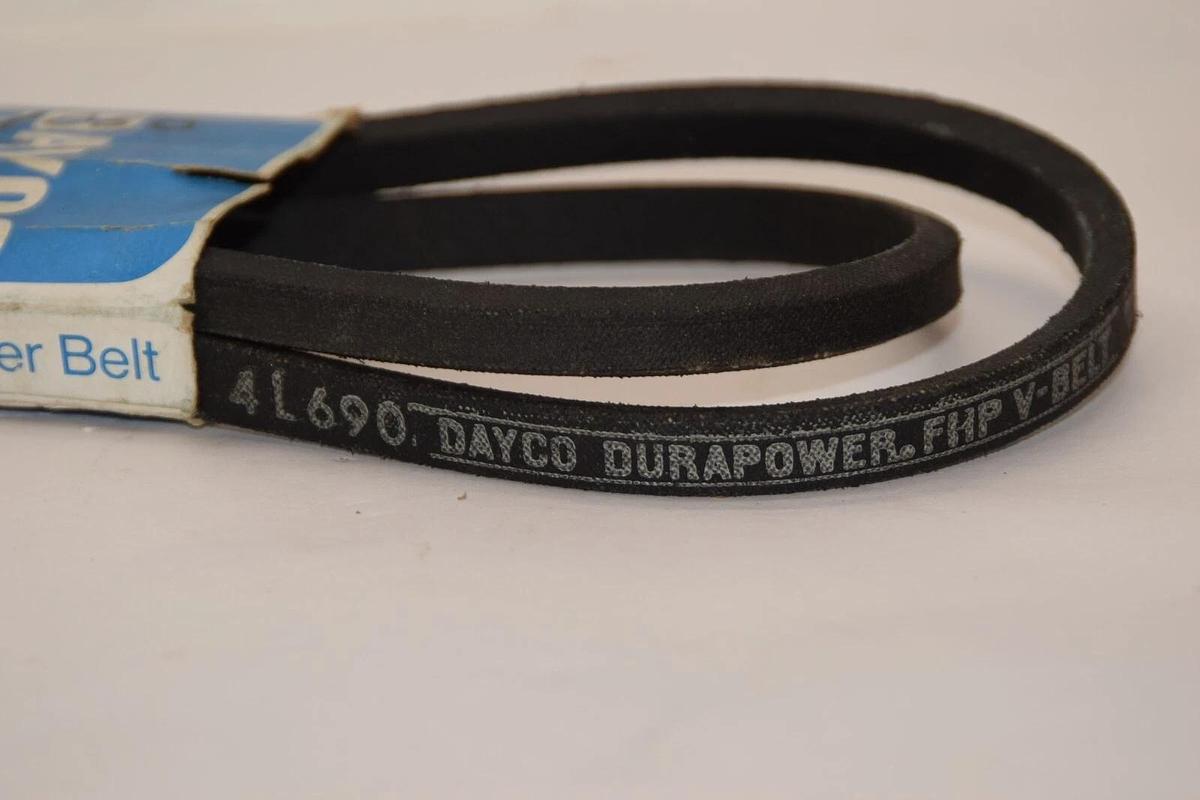 er Belt
4L690
DAYCO DURAPOWER® FHP V-BELT